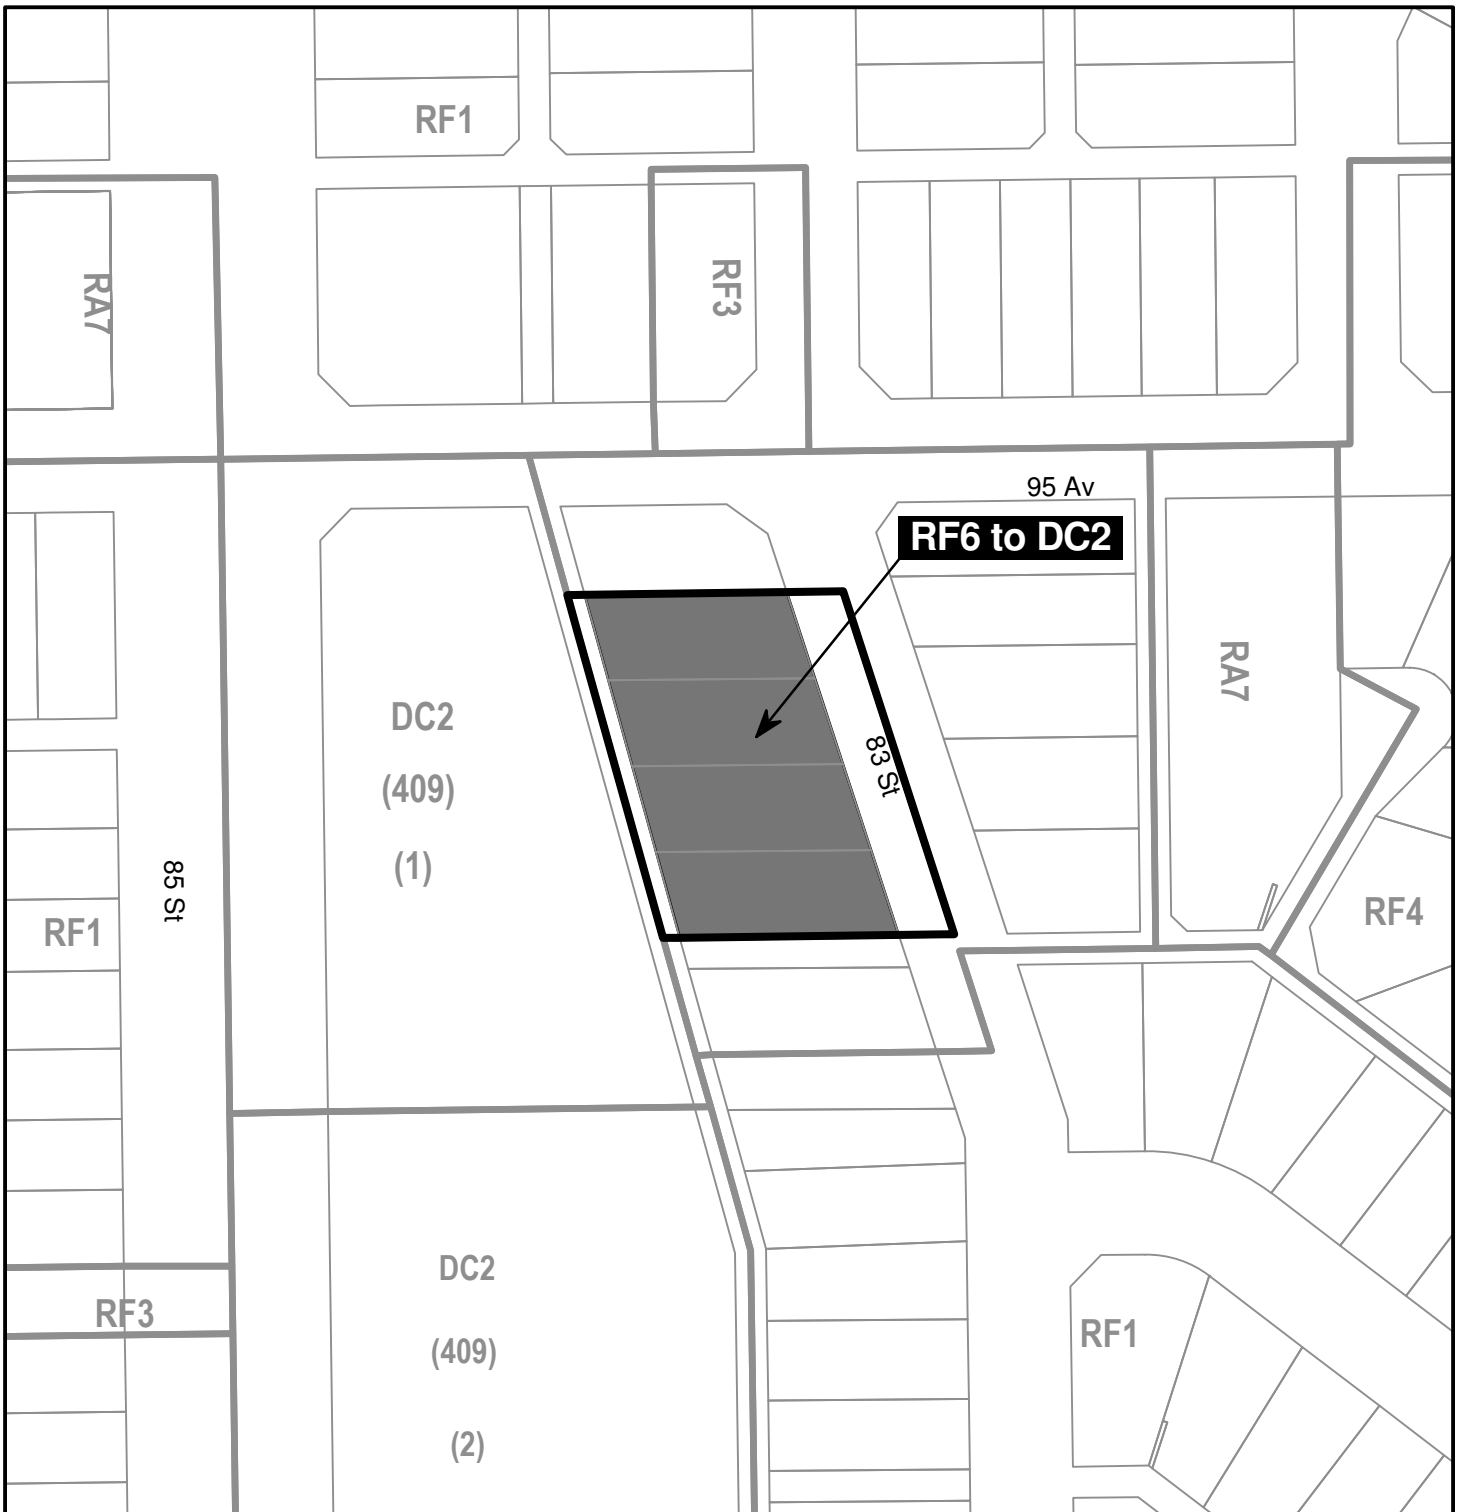 RF1
RA7
RF3
95 Av
RF6 to DC2
RA7
DC2
(409)
(1)
83 St
85 St
RF1
RF4
DC2
(409)
(2)
RF3
RF1